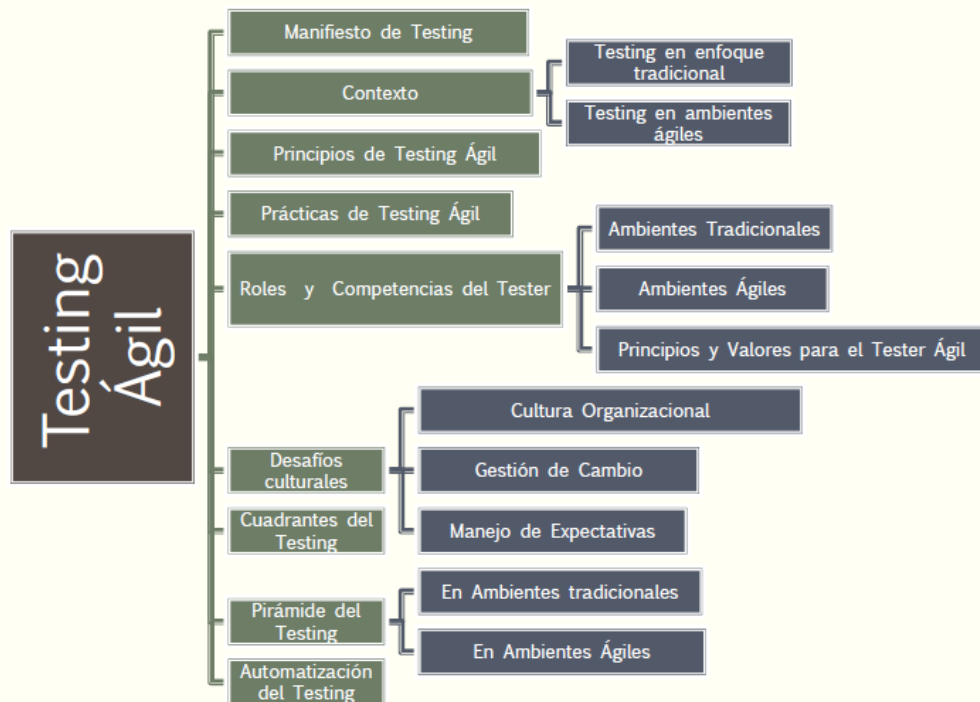 Testing
Ágil
Manifiesto de Testing
Contexto
Testing en enfoque
tradicional
Testing en ambientes
ágiles
Principios de Testing Ágil
Prácticas de Testing Ágil
Roles y Competencias del Tester
Ambientes Tradicionales
Ambientes Ágiles
Principios y Valores para el Tester Ágil
Desafíos
culturales
Cultura Organizacional
Gestión de Cambio
Manejo de Expectativas
Cuadrantes del
Testing
Pirámide del
Testing
En Ambientes tradicionales
En Ambientes Ágiles
Automatización
del Testing